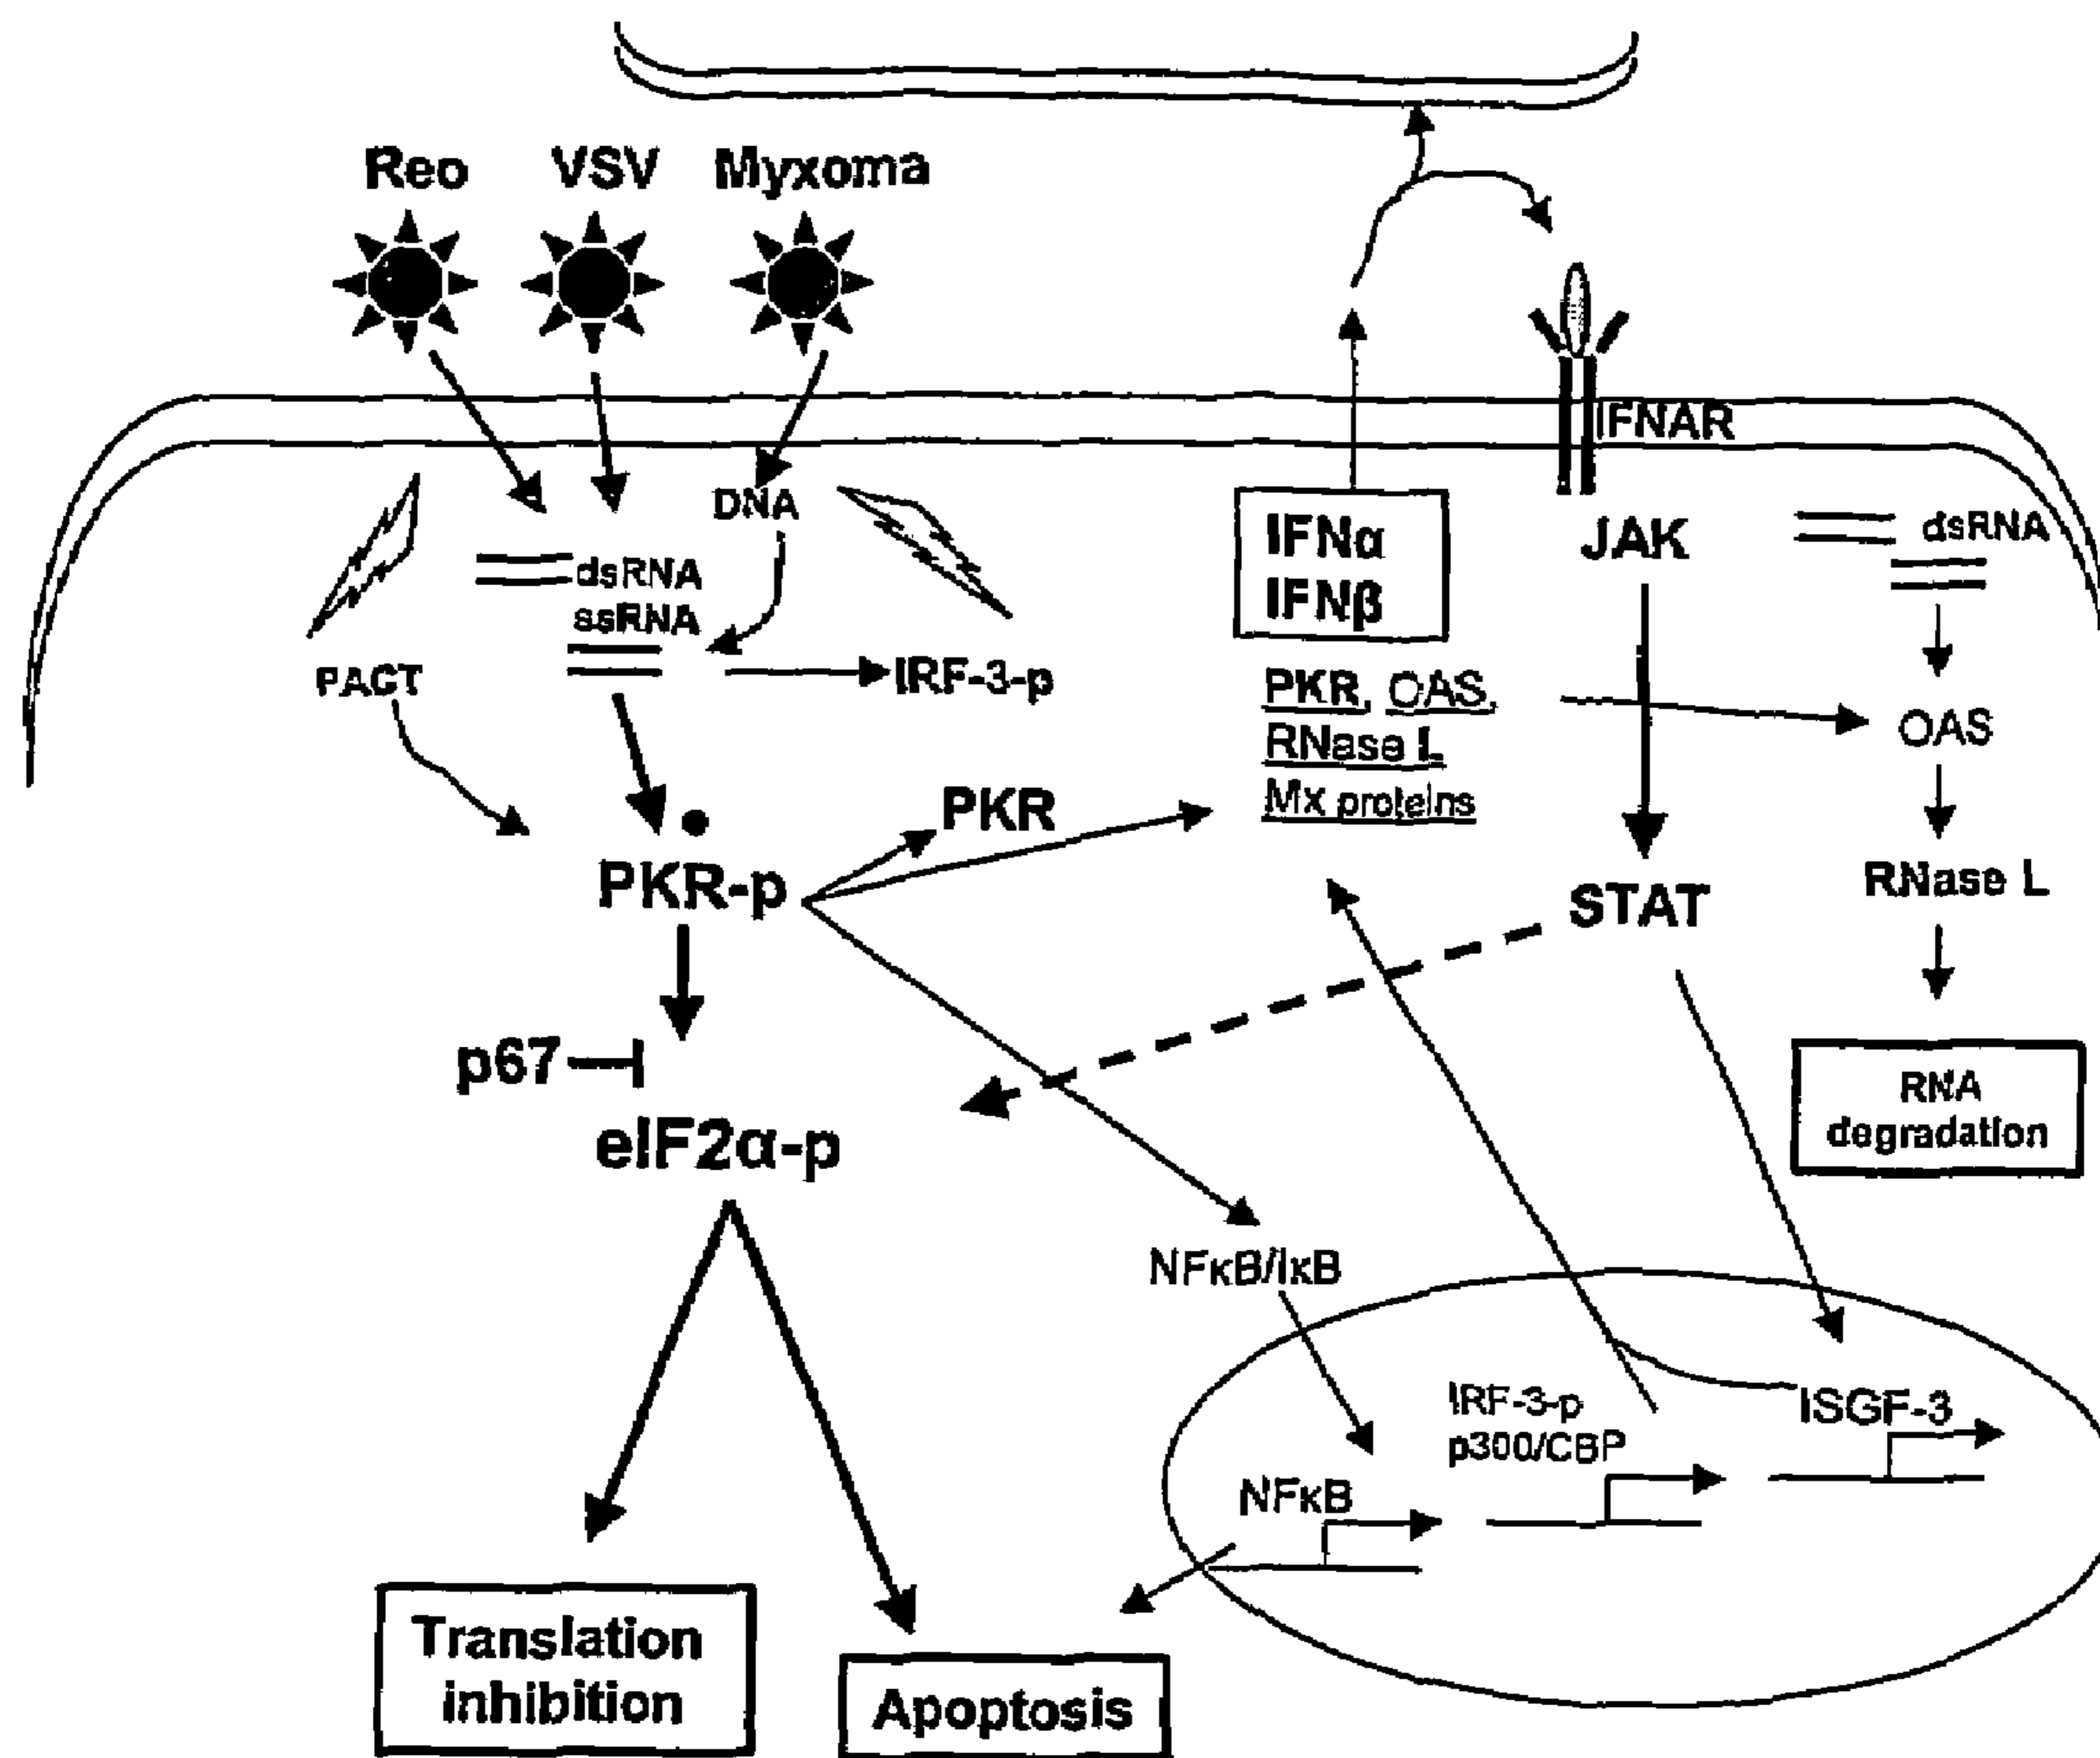 Reo VSV Myxoma
IFNAR
DNA
IFNα
IFNβ
JAK
dsRNA
dsRNA
ssRNA
PACT
IRF-3-p
PKR, OAS,
RNase L
Mx proteins
OAS
PKR
PKR-p
STAT
RNase L
p67
eIF2α-p
RNA
degradation
NFκB/IκB
IRF-3-p
p300/CBP
ISGF-3
NFκB
Translation
inhibition
Apoptosis